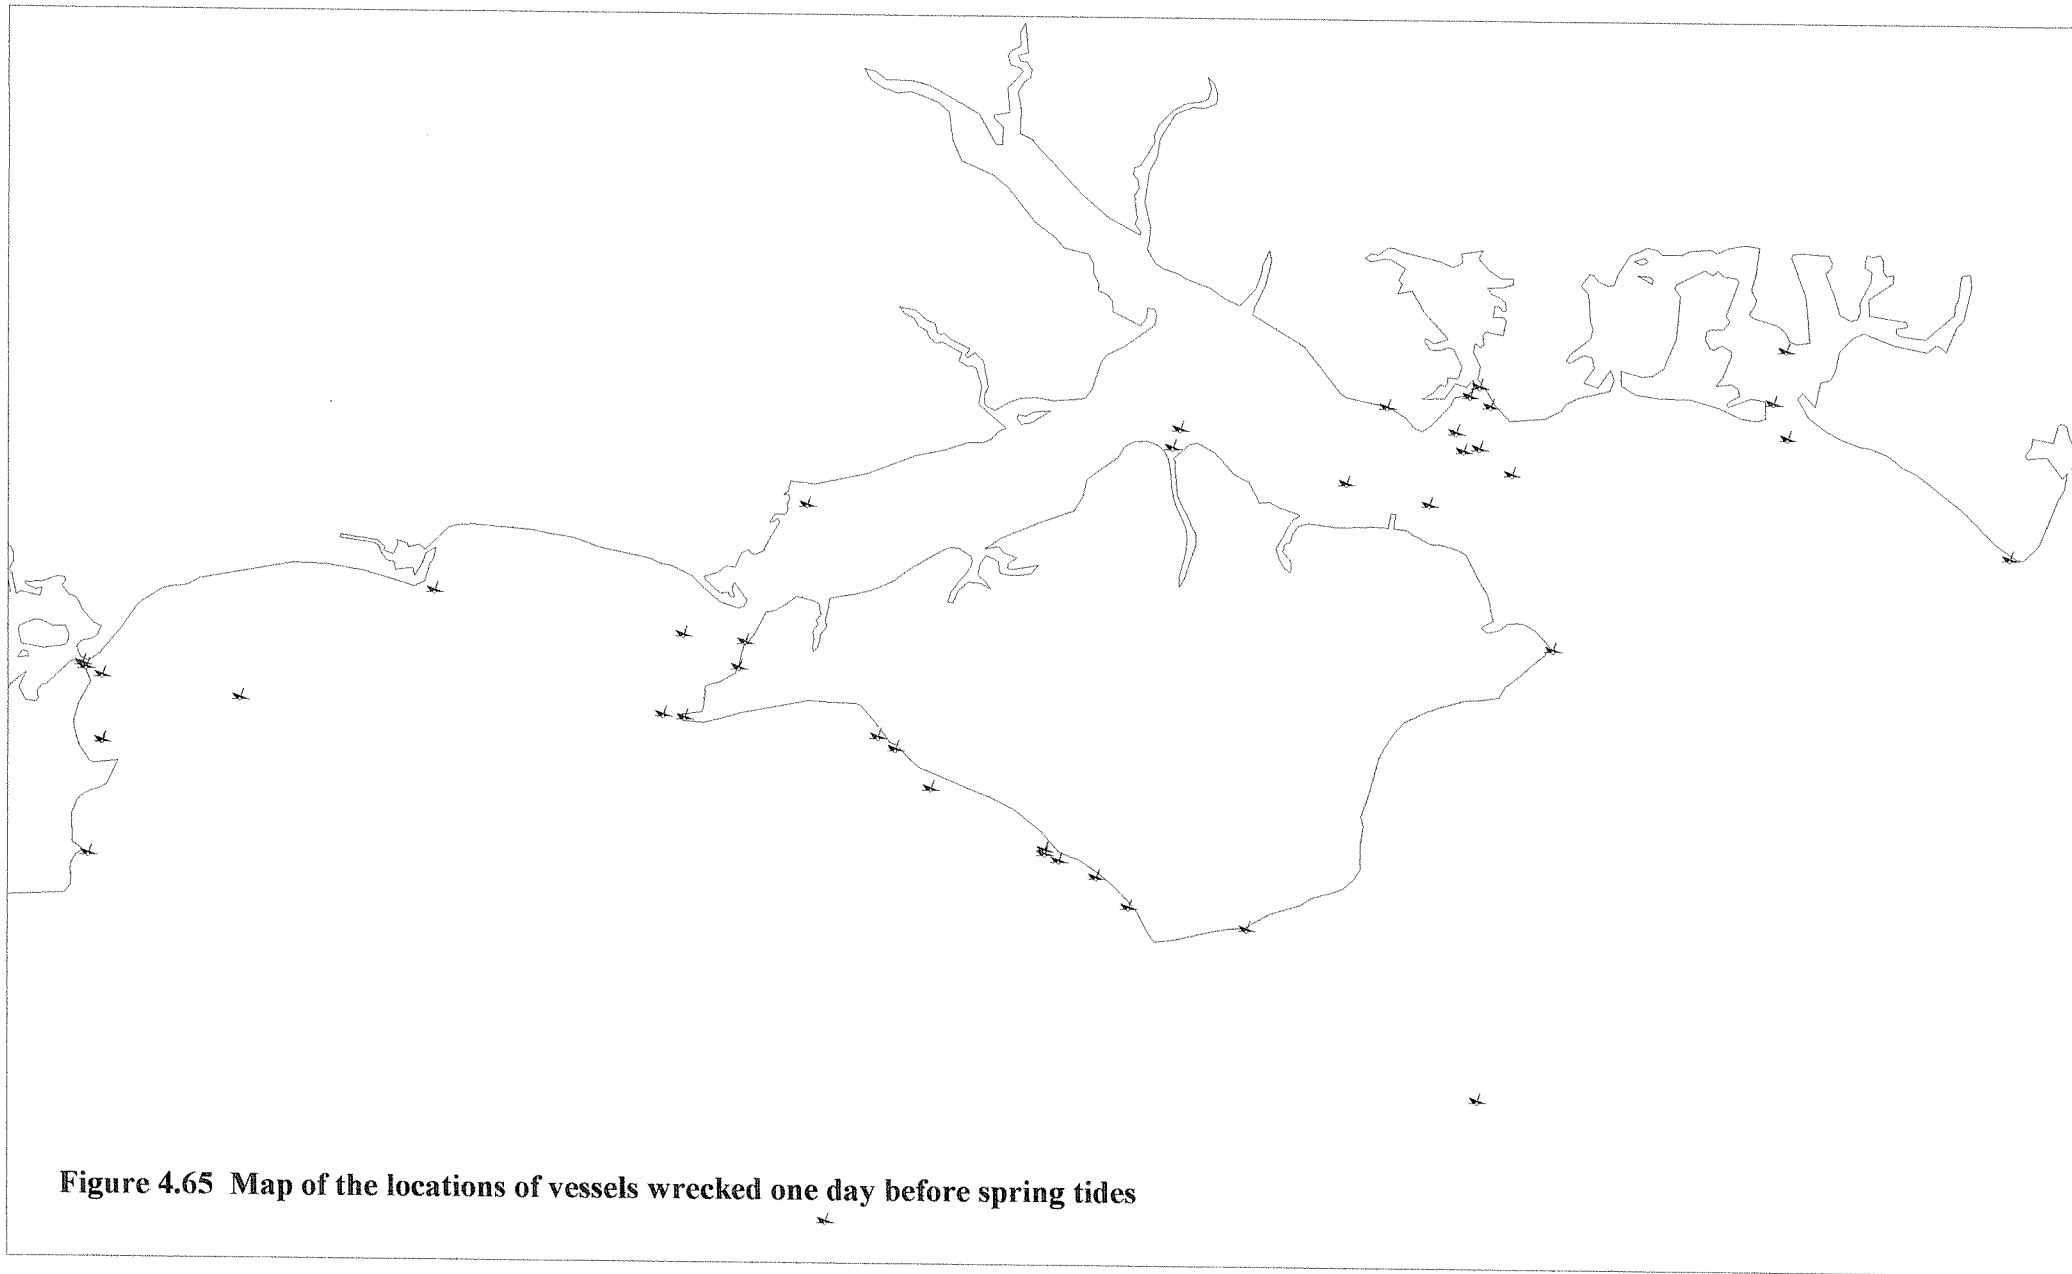 Figure 4.65 Map of the locations of vessels wrecked one day before spring tides